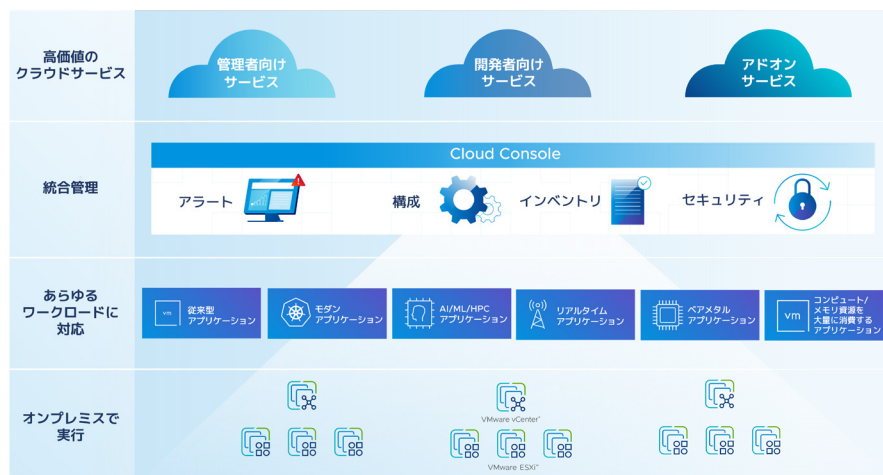 高価値の
クラウドサービス
管理者向け
サービス
開発者向け
サービス
アドオン
サービス
統合管理
Cloud Console
アラート
構成
インベントリ
セキュリティ
あらゆる
ワークロードに
対応
vm
従来型
アプリケーション
モダン
アプリケーション
AI/ML/HPC
アプリケーション
リアルタイム
アプリケーション
ベアメタル
アプリケーション
vm
コンピュート/
メモリ資源を
大量に消費する
アプリケーション
オンプレミスで
実行
VMware vCenter™
VMware ESXi™